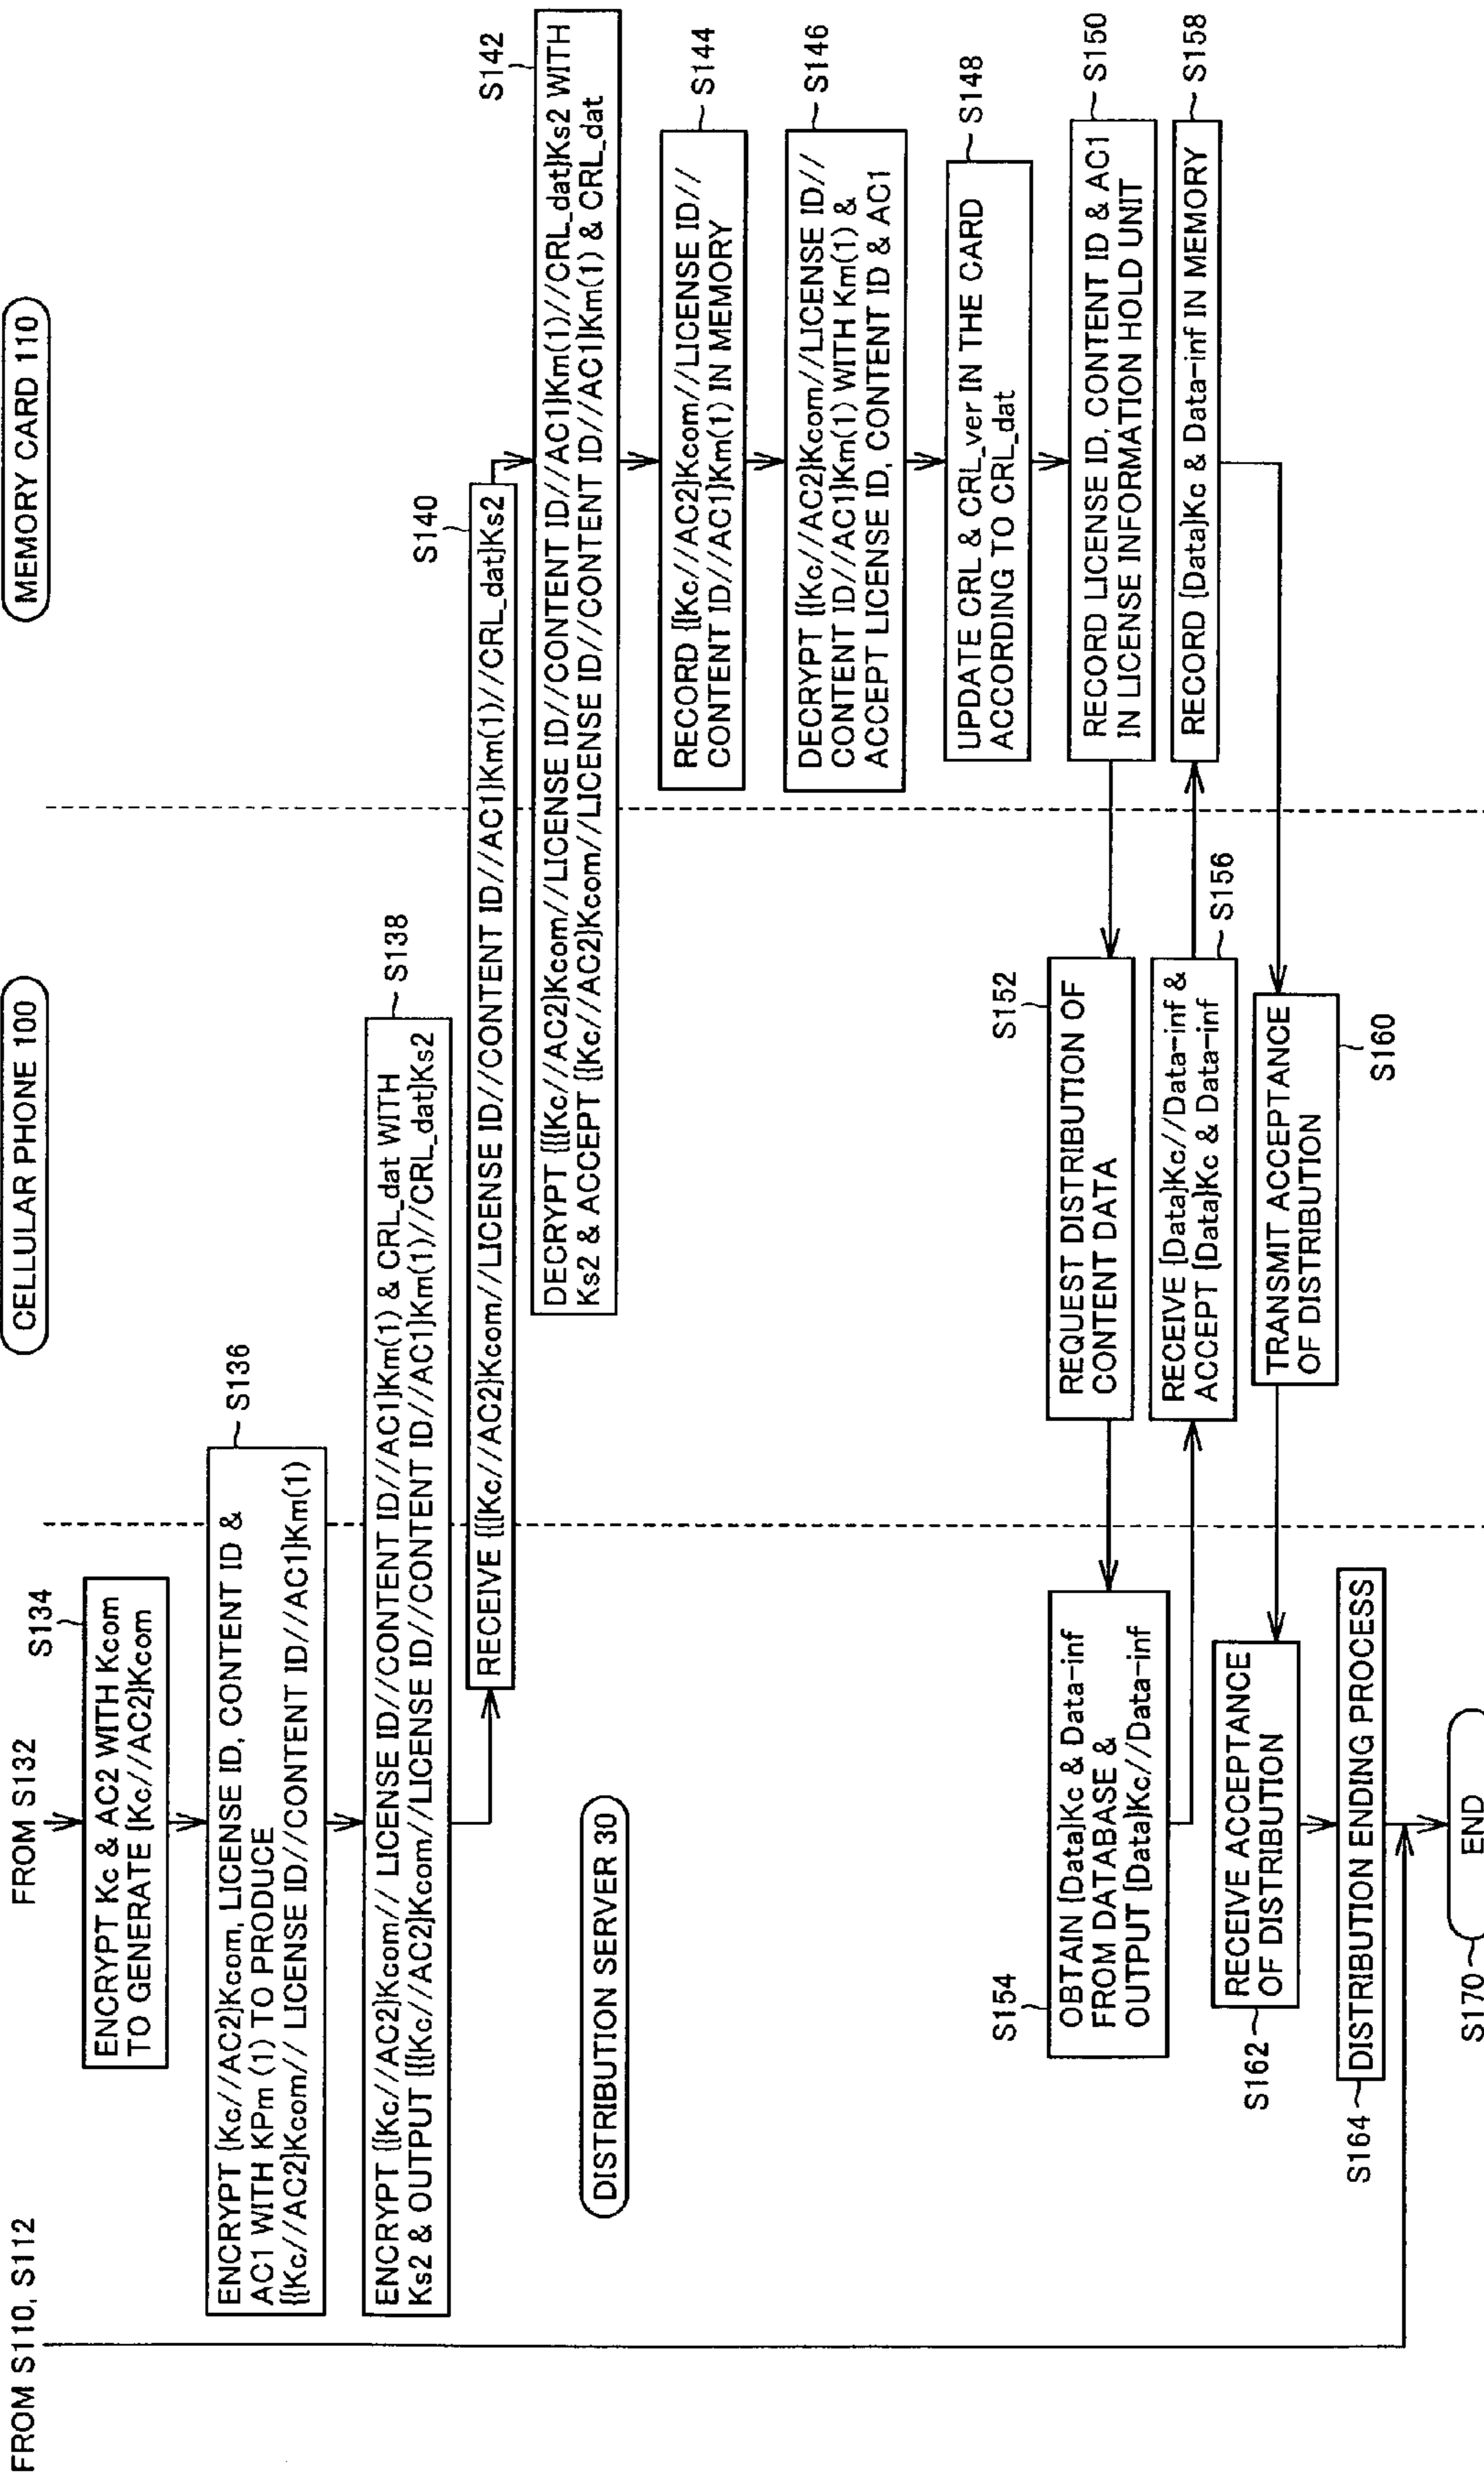 FROM S110, S112
FROM S132
CELLULAR PHONE 100
MEMORY CARD 110
S134
ENCRYPT Kc & AC2 WITH Kcom
TO GENERATE {Kc//AC2}Kcom
S136
ENCRYPT {Kc//AC2}Kcom, LICENSE ID, CONTENT ID &
AC1 WITH KPm (1) TO PRODUCE
{{Kc//AC2}Kcom// LICENSE ID//CONTENT ID//AC1}Km(1)
S138
ENCRYPT {{Kc//AC2}Kcom// LICENSE ID//CONTENT ID//AC1}Km(1) & CRL_dat WITH
Ks2 & OUTPUT {{{Kc//AC2}Kcom//LICENSE ID//CONTENT ID//AC1}Km(1)//CRL_dat}Ks2
S140
RECEIVE {{{Kc//AC2}Kcom//LICENSE ID//CONTENT ID//AC1}Km(1)//CRL_dat}Ks2
S142
DECRYPT {{{Kc//AC2}Kcom//LICENSE ID//CONTENT ID//AC1}Km(1)//CRL_dat}Ks2 WITH
Ks2 & ACCEPT {{Kc//AC2}Kcom//LICENSE ID//CONTENT ID//AC1}Km(1) & CRL_dat
DISTRIBUTION SERVER 30
S144
RECORD {{Kc//AC2}Kcom//LICENSE ID//
CONTENT ID//AC1}Km(1) IN MEMORY
S146
DECRYPT {{Kc//AC2}Kcom//LICENSE ID//
CONTENT ID//AC1}Km(1) WITH Km(1) &
ACCEPT LICENSE ID, CONTENT ID & AC1
S148
UPDATE CRL & CRL_ver IN THE CARD
ACCORDING TO CRL_dat
S150
RECORD LICENSE ID, CONTENT ID & AC1
IN LICENSE INFORMATION HOLD UNIT
S152
REQUEST DISTRIBUTION OF
CONTENT DATA
S154
OBTAIN {Data}Kc & Data-inf
FROM DATABASE &
OUTPUT {Data}Kc//Data-inf
S156
RECEIVE {Data}Kc//Data-inf &
ACCEPT {Data}Kc & Data-inf
S158
RECORD {Data}Kc & Data-inf IN MEMORY
S160
TRANSMIT ACCEPTANCE
OF DISTRIBUTION
S162
RECEIVE ACCEPTANCE
OF DISTRIBUTION
S164
DISTRIBUTION ENDING PROCESS
S170
END